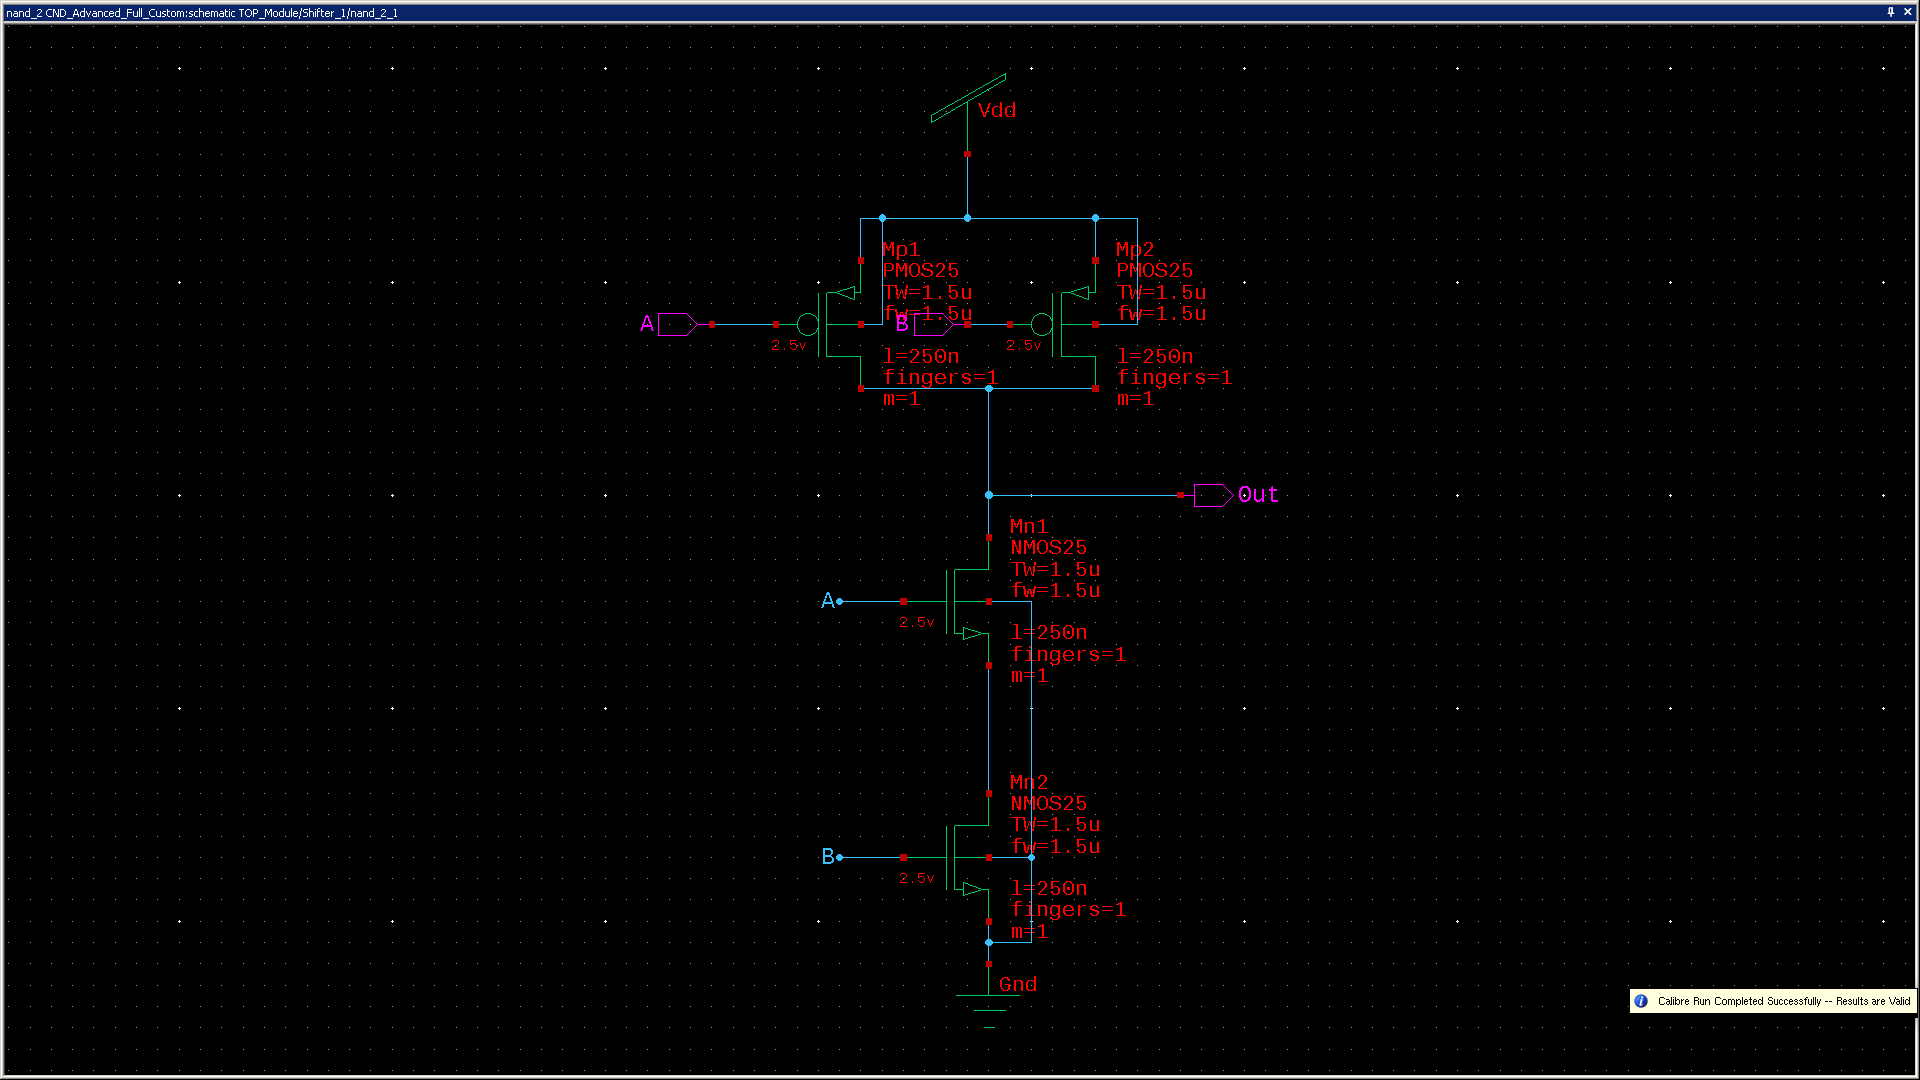 nand_2 CND_Advanced_Full_Custom:schematic TOP_Module/Shifter_1/nand_2_1
Vdd
Mp1
PMOS25
TW=1.5u
fw=1.5u
A
2.5v
l=250n
fingers=1
m=1
Mp2
PMOS25
TW=1.5u
fw=1.5u
B
2.5v
l=250n
fingers=1
m=1
Out
Mn1
NMOS25
TW=1.5u
fw=1.5u
A
2.5v
l=250n
fingers=1
m=1
Mn2
NMOS25
TW=1.5u
fw=1.5u
B
2.5v
l=250n
fingers=1
m=1
Gnd
Calibre Run Completed Successfully -- Results are Valid